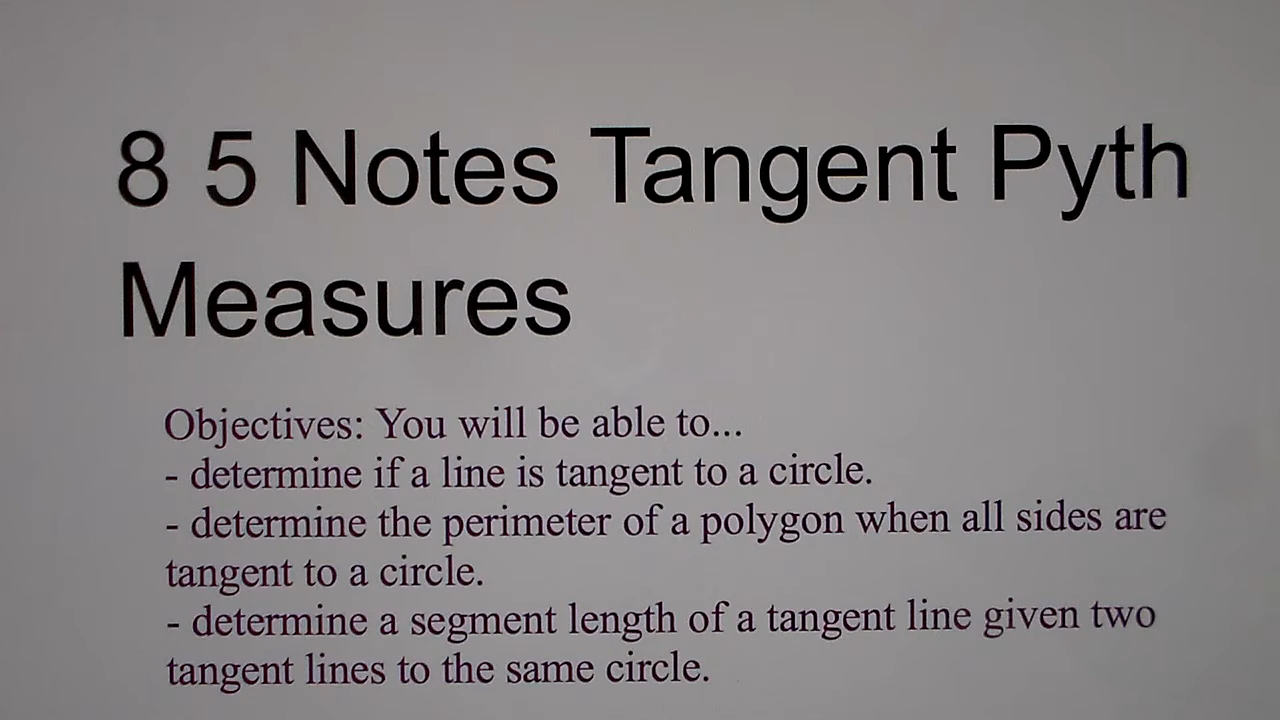 8 5 Notes Tangent Pyth
Measures
Objectives: You will be able to...
- determine if a line is tangent to a circle.
- determine the perimeter of a polygon when all sides are
tangent to a circle.
- determine a segment length of a tangent line given two
tangent lines to the same circle.